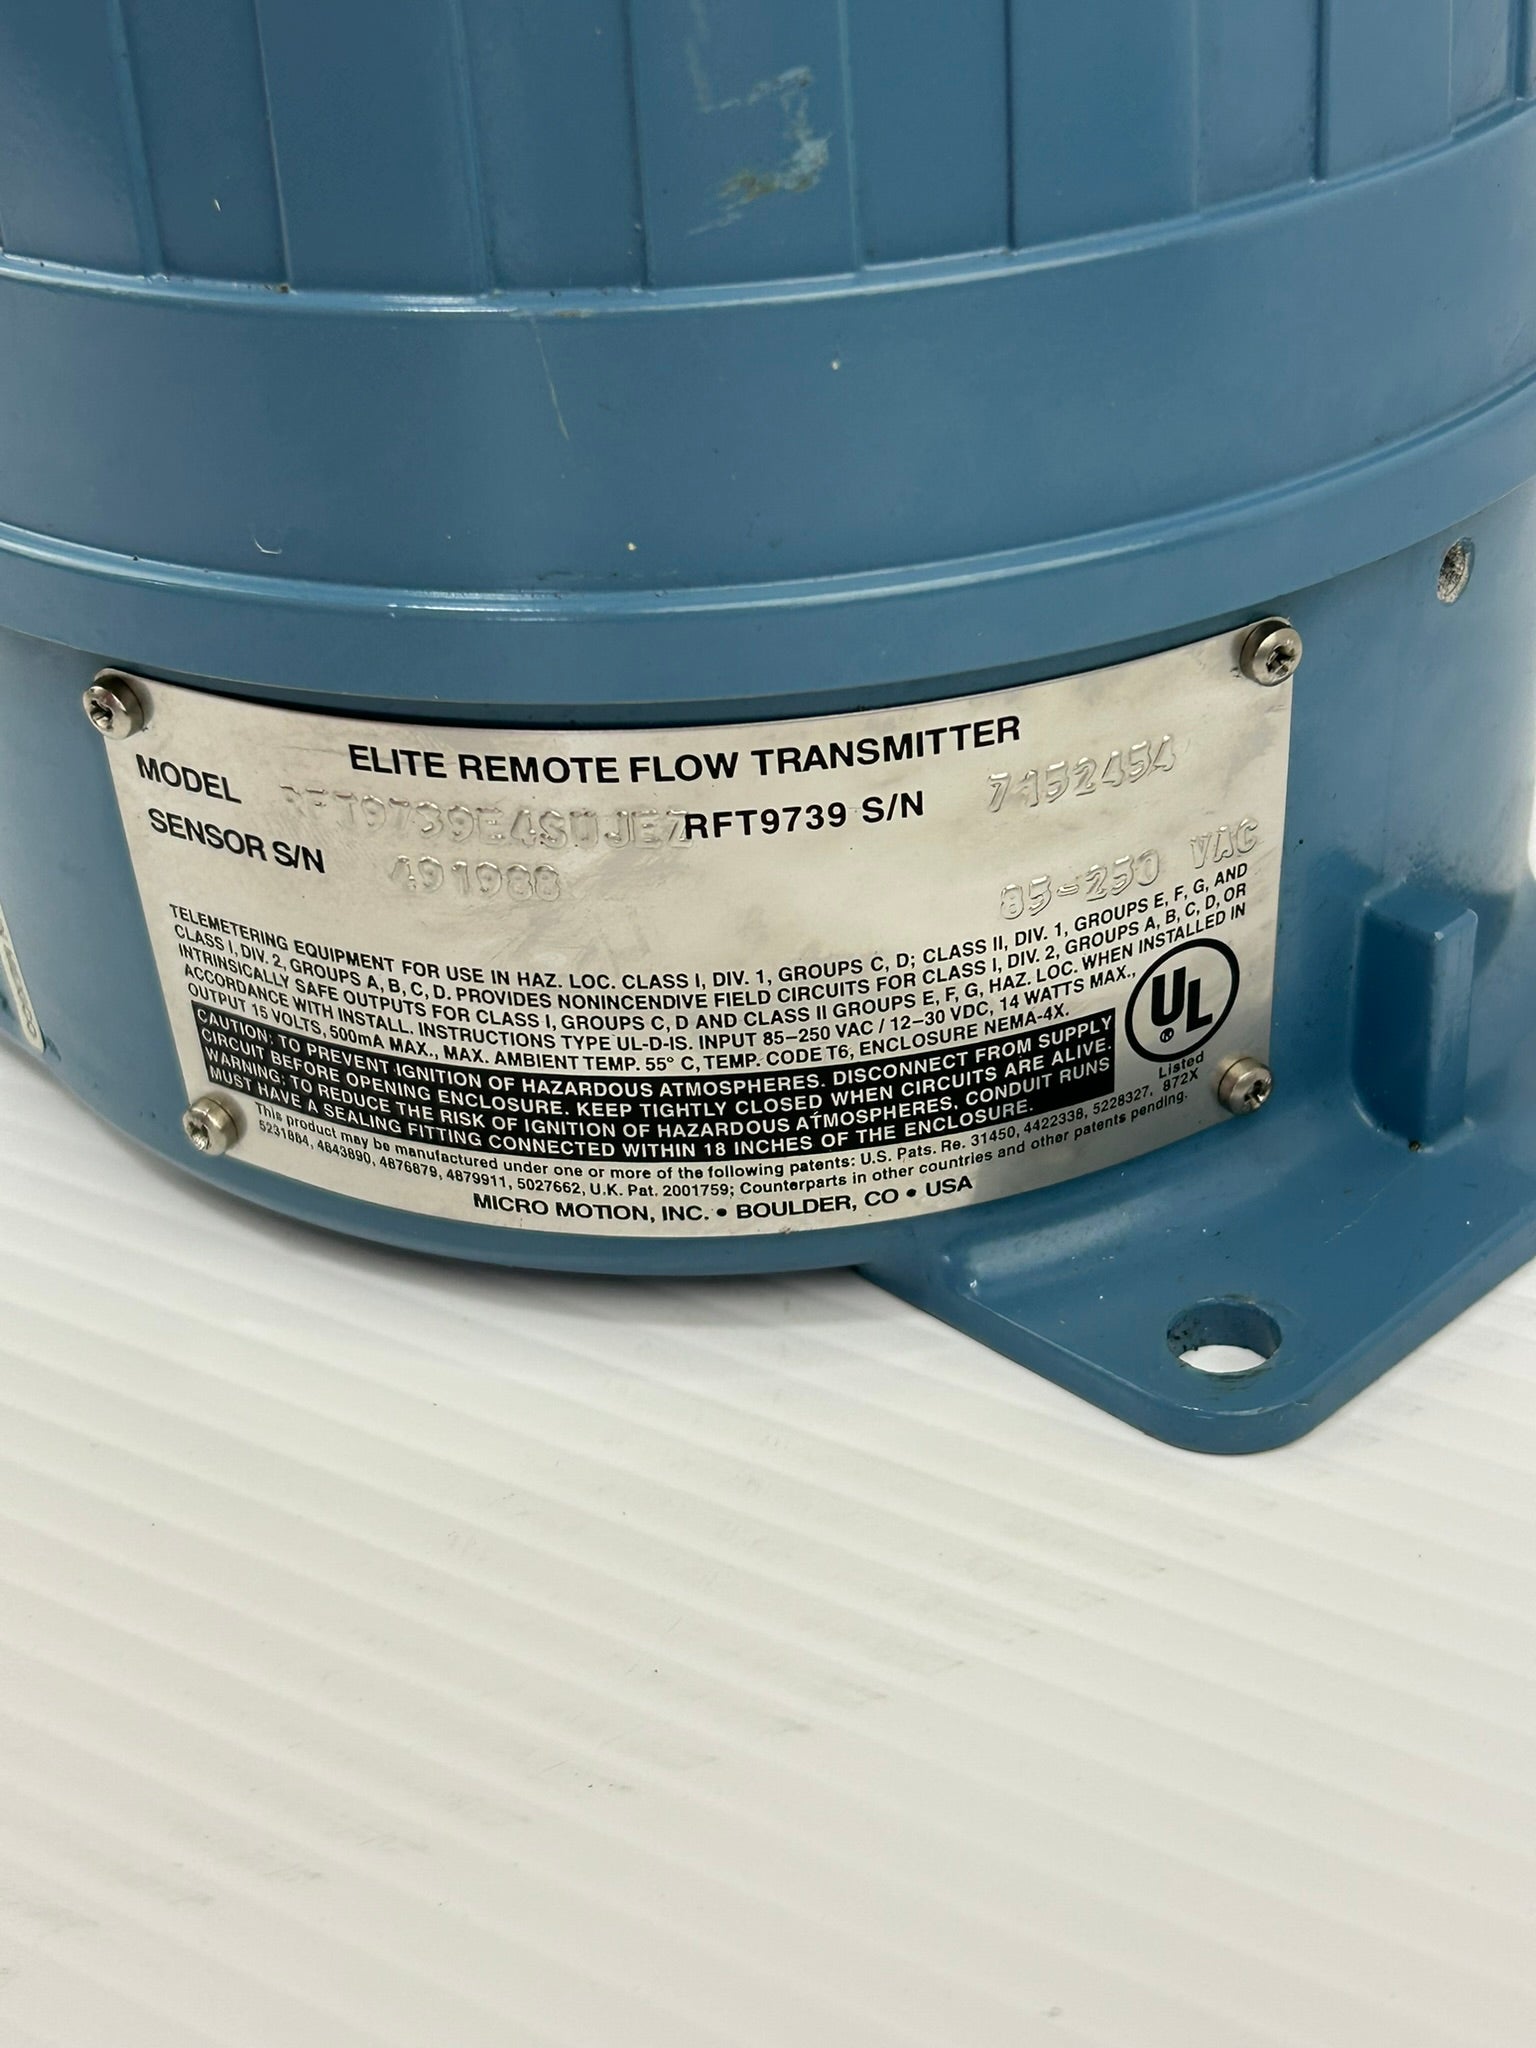 ELITE REMOTE FLOW TRANSMITTER
MODEL RFT9739E4SUJEZ RFT9739 S/N 7152454
SENSOR S/N 491988
85-250 VAC
TELEMETERING EQUIPMENT FOR USE IN HAZ. LOC. CLASS I, DIV. 1, GROUPS C, D; CLASS II, DIV. 1, GROUPS E, F, G, AND
CLASS I, DIV. 2, GROUPS A, B, C, D. PROVIDES NONINCENDIVE FIELD CIRCUITS FOR CLASS I, DIV. 2, GROUPS A, B, C, D, OR
INTRINSICALLY SAFE OUTPUTS FOR CLASS I, GROUPS C, D AND CLASS II GROUPS E, F, G, HAZ. LOC. WHEN INSTALLED IN
ACCORDANCE WITH INSTALL. INSTRUCTIONS TYPE UL-D-IS. INPUT 85–250 VAC / 12–30 VDC, 14 WATTS MAX.,
OUTPUT 15 VOLTS, 500mA MAX., MAX. AMBIENT TEMP. 55° C, TEMP. CODE T6, ENCLOSURE NEMA-4X.
CAUTION: TO PREVENT IGNITION OF HAZARDOUS ATMOSPHERES. DISCONNECT FROM SUPPLY
CIRCUIT BEFORE OPENING ENCLOSURE. KEEP TIGHTLY CLOSED WHEN CIRCUITS ARE ALIVE.
WARNING: TO REDUCE THE RISK OF IGNITION OF HAZARDOUS ATMOSPHERES, CONDUIT RUNS
MUST HAVE A SEALING FITTING CONNECTED WITHIN 18 INCHES OF THE ENCLOSURE.
UL ®
Listed
872X
This product may be manufactured under one or more of the following patents: U.S. Pats. Re. 31450, 4422338, 5228327,
5231884, 4843890, 4876879, 4879911, 5027662, U.K. Pat. 2001759; Counterparts in other countries and other patents pending.
MICRO MOTION, INC. • BOULDER, CO • USA